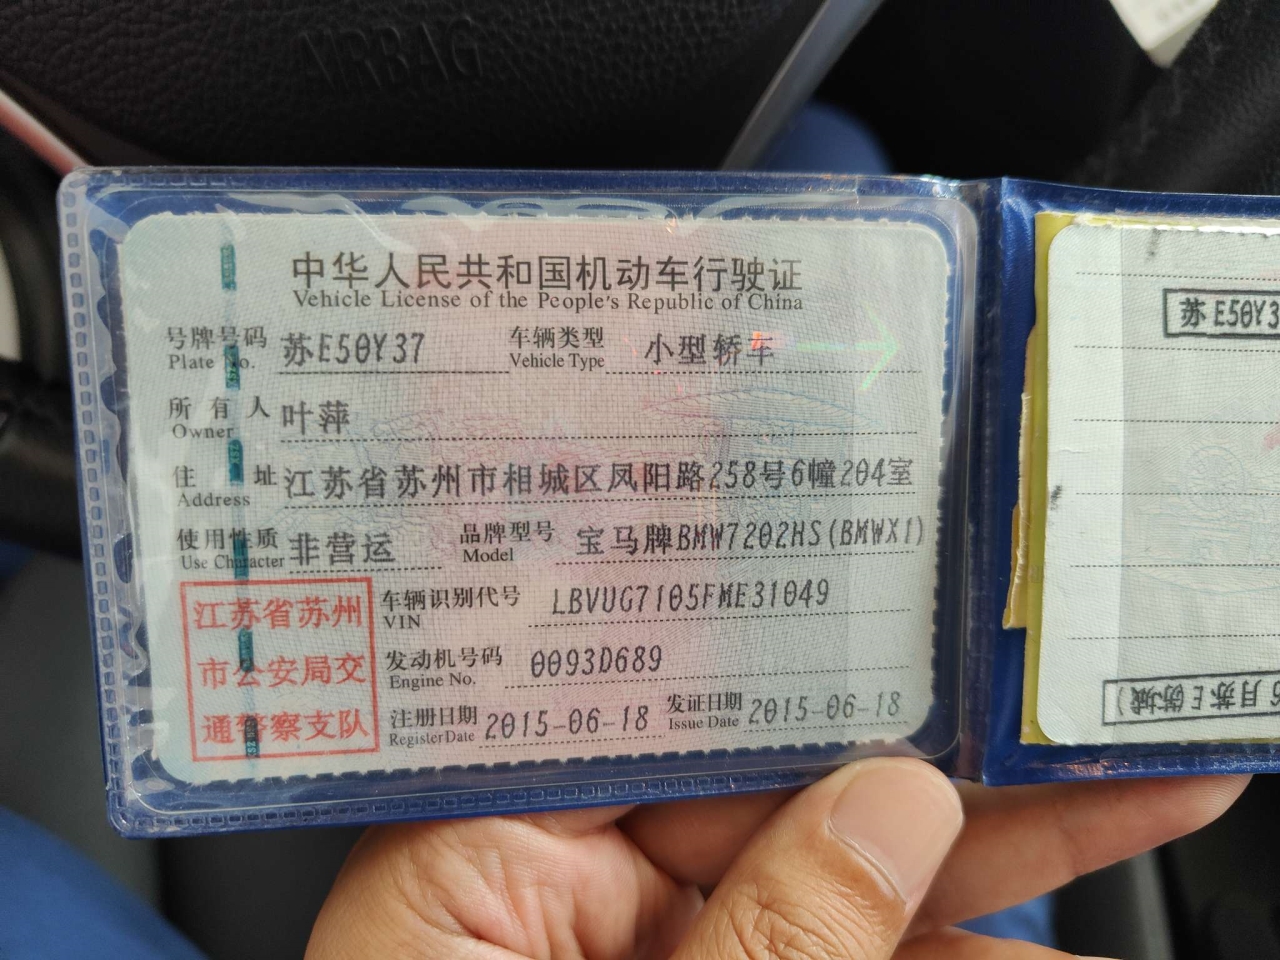 AIRBAG
中华人民共和国机动车行驶证
Vehicle License of the People's Republic of China
号牌号码 苏E50Y37 车辆类型 小型轿车
Plate No. Vehicle Type
所有人 叶萍
Owner
住址 江苏省苏州市相城区凤阳路258号6幢204室
Address
使用性质 非营运 品牌型号 宝马牌BMW7202HS(BMWX1)
Use Character Model
江苏省苏州
市公安局交
通警察支队
车辆识别代号 LBVUG7105FME31049
VIN
发动机号码 0093D689
Engine No.
注册日期 2015-06-18 发证日期 2015-06-18
Register Date Issue Date
苏E50Y3
月苏E(相城)